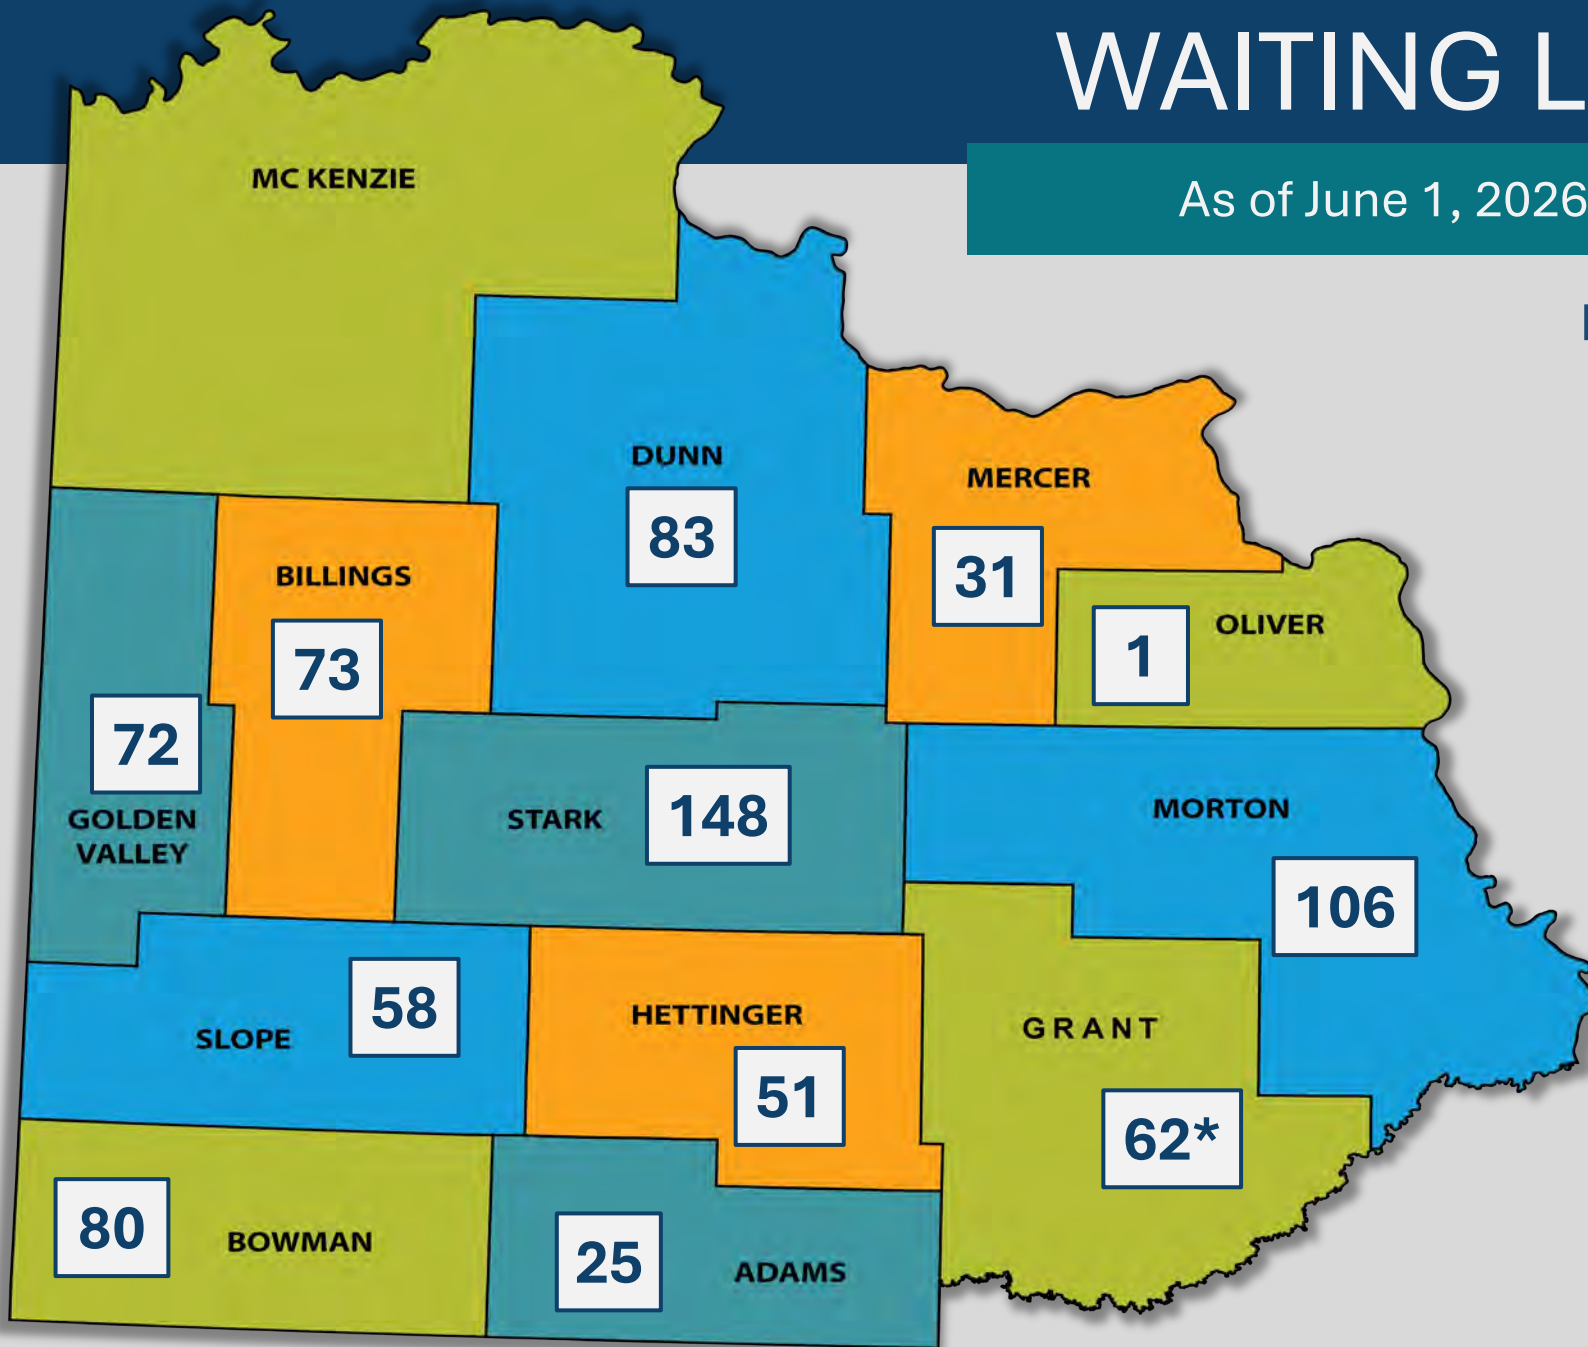 WAITING L
As of June 1, 2026
MC KENZIE
DUNN
83
MERCER
31
BILLINGS
73
OLIVER
1
72
GOLDEN
VALLEY
STARK
148
MORTON
106
SLOPE
58
HETTINGER
51
GRANT
62*
80
BOWMAN
25
ADAMS